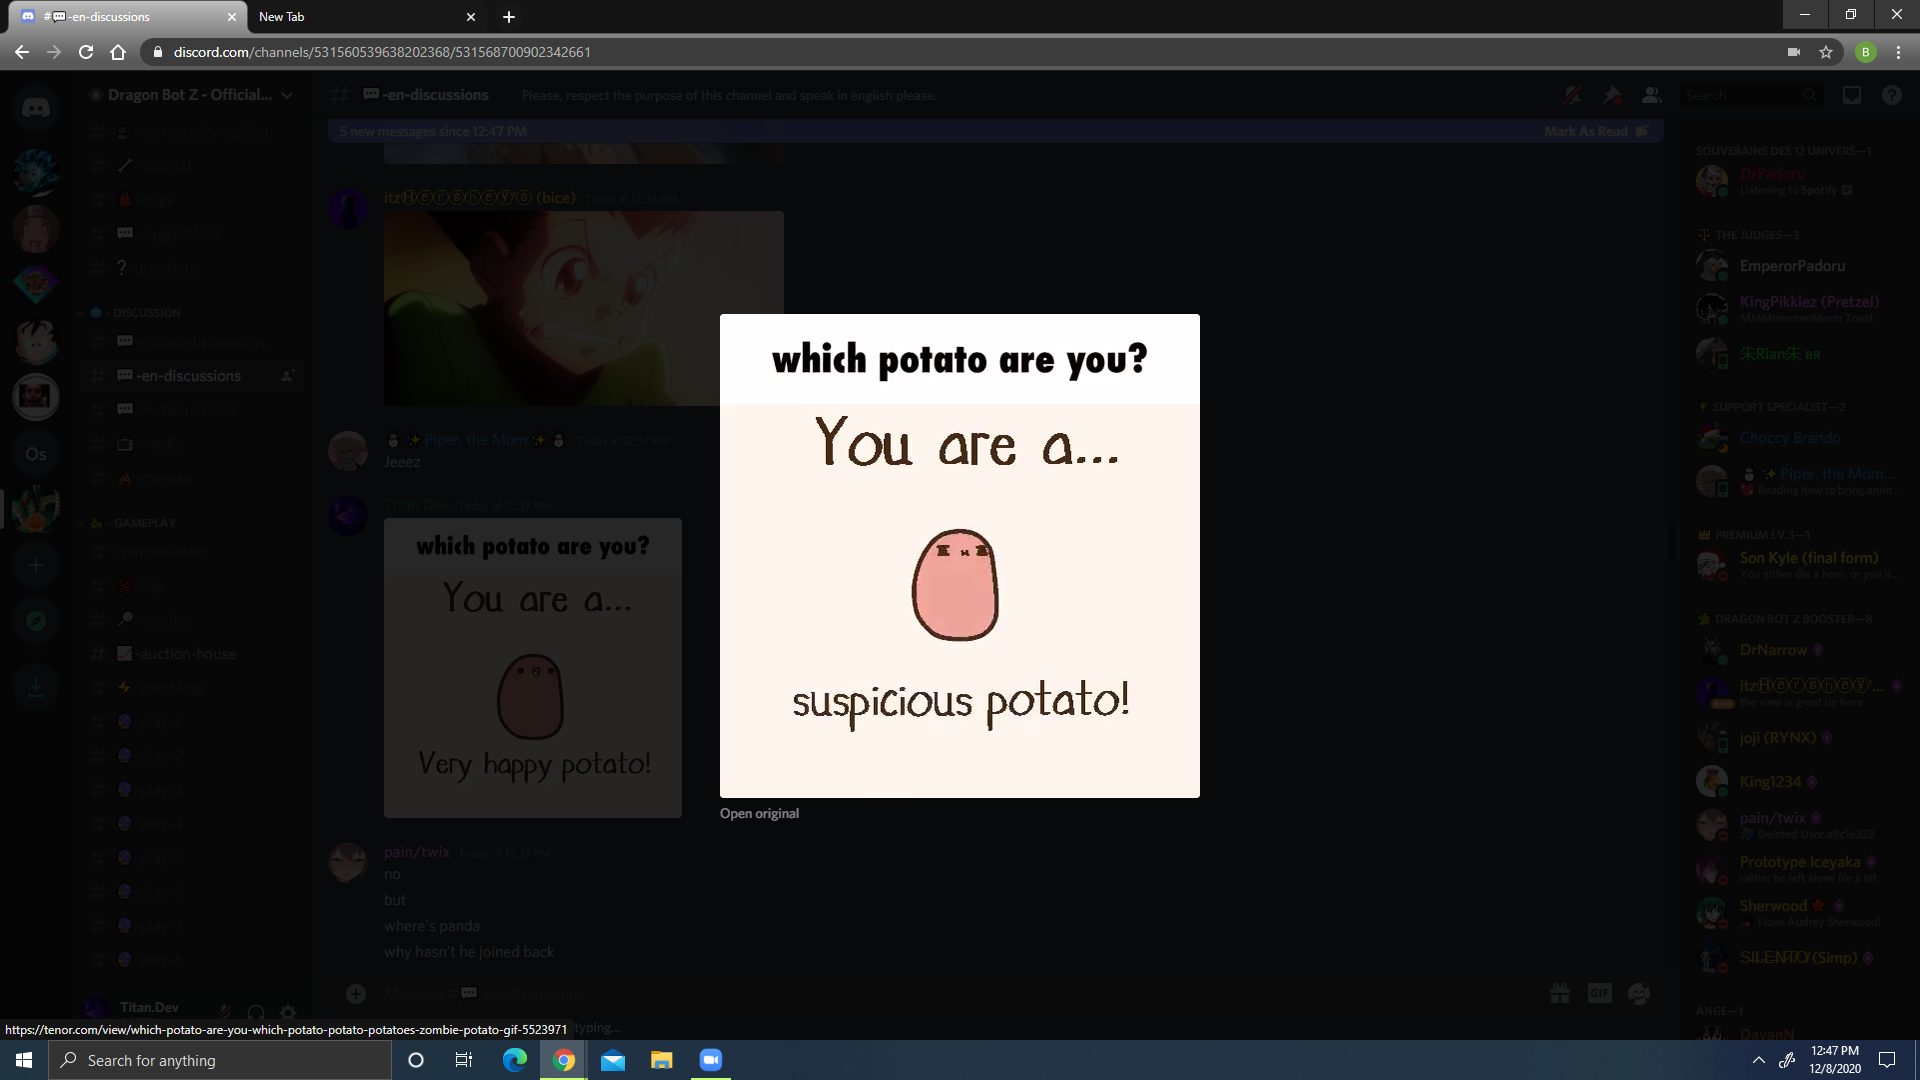 #💬-en-discussions
New Tab
discord.com/channels/531560539638202368/531568700902342661
B
Dragon Bot Z - Official...
-community-opinion
-tutorial
-bugs
-suggestions
-questions
- DISCUSSION
-global-discussions
-en-discussions
-fr-discussions
-media
-memes
- GAMEPLAY
compensation
-scouter
-auction-house
-gambling
-play-1
-play-2
-play-3
-play-4
-play-5
-play-6
-play-7
-play-8
Os
Titan.Dev
# 💬-en-discussions
Please, respect the purpose of this channel and speak in english please.
Search
5 new messages since 12:47 PM
Mark As Read
itzⒽⓔⓡⓢⓗⓔⓨ'ⓢ (bice) Today at 12:36 PM
⛄✨Piper, the Mom✨⛄ Today at 12:37 PM
Jeeez
Titan.Dev Today at 12:37 PM
which potato are you?
You are a...
Very happy potato!
pain/twix Today at 12:37 PM
no
but
where's panda
why hasn't he joined back
Message #💬-en-discussions
GIF
typing...
which potato are you?
You are a...
suspicious potato!
Open original
SOUVERAINS DES 12 UNIVERS—1
DrPadoru
Listening to Spotify
THE JUDGES—3
EmperorPadoru
KingPikklez (Pretzel)
MMMmmmmMmm Toast
朱Rian朱 BR
SUPPORT SPECIALIST—2
Choccy Brando
⛄✨Piper, the Mom...
Reading how to bring anim...
PREMIUM LV.3—1
Son Kyle (final form)
You either die a hero, or you li...
DRAGON BOT Z BOOSTER—8
DrNarrow
itzⒽⓔⓡⓢⓗⓔⓨ'...
the view is great up here
joji (RYNX)
King1234
pain/twix
Deleted User a9c1e323
Prototype Iceyaka
rather be left alone for a bit
Sherwood
I love Audrey Sherwood!
SILENTO (Simp)
ANGE—1
DayanN
https://tenor.com/view/which-potato-are-you-which-potato-potato-potatoes-zombie-potato-gif-5523971
Search for anything
12:47 PM
12/8/2020